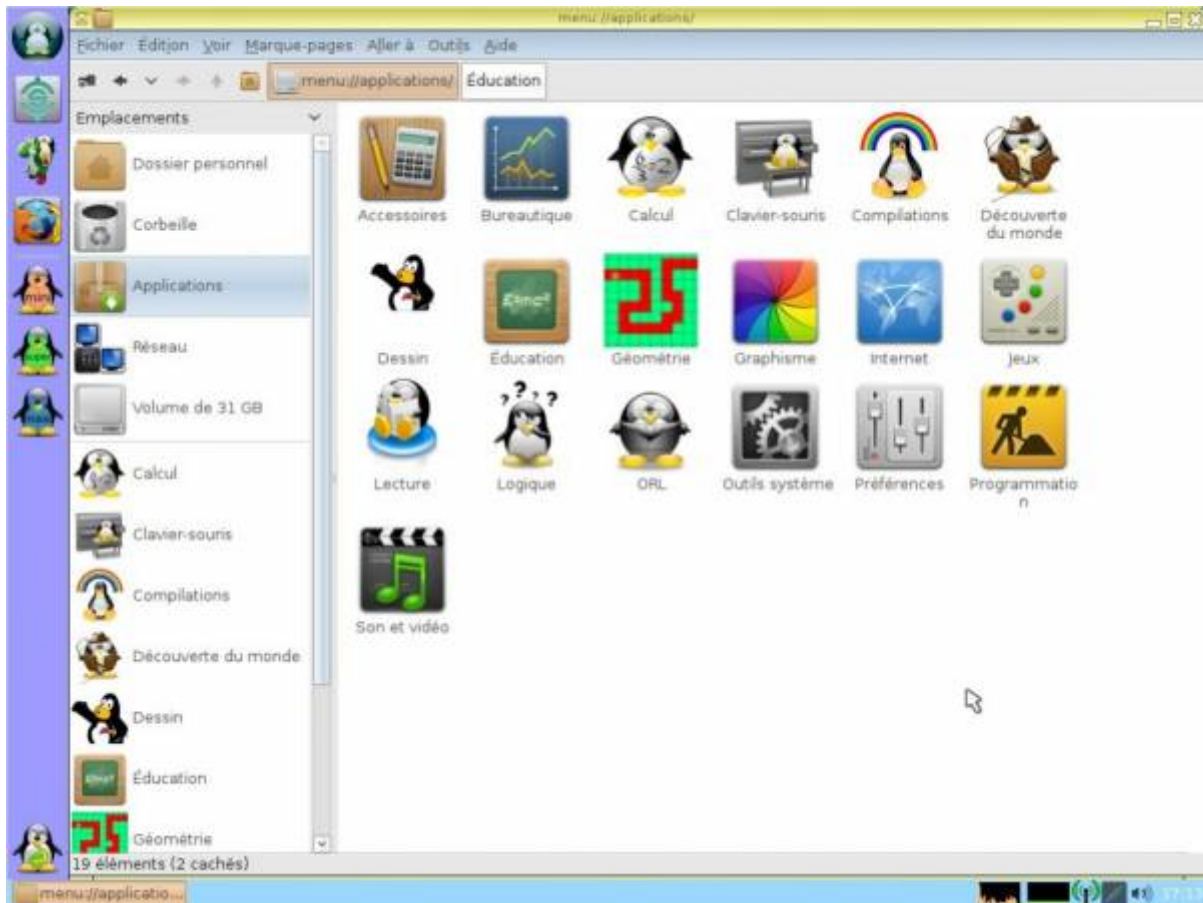 menu://applications/
Fichier Édition Voir Marque-pages Aller à Outils Aide
menu://applications/ Éducation
Emplacements
Dossier personnel
Corbeille
Applications
Réseau
Volume de 31 GB
Calcul
Clavier-souris
Compilations
Découverte du monde
Dessin
Éducation
Géométrie
Accessoires Bureautique Calcul Clavier-souris Compilations Découverte
du monde
Dessin Éducation Géométrie Graphisme Internet Jeux
Lecture Logique ORL Outils système Préférences Programmatio
n
Son et vidéo
mini
super
19 éléments (2 cachés)
menu://applicatio...